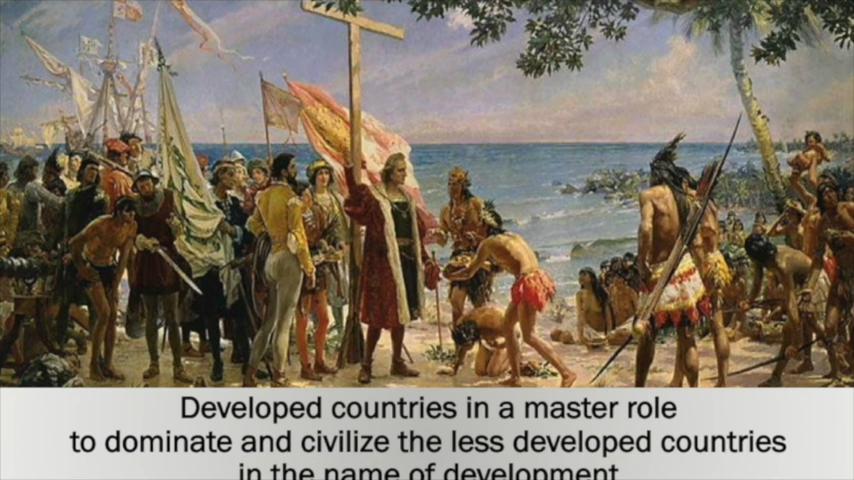 Developed countries in a master role
to dominate and civilize the less developed countries
in the name of development